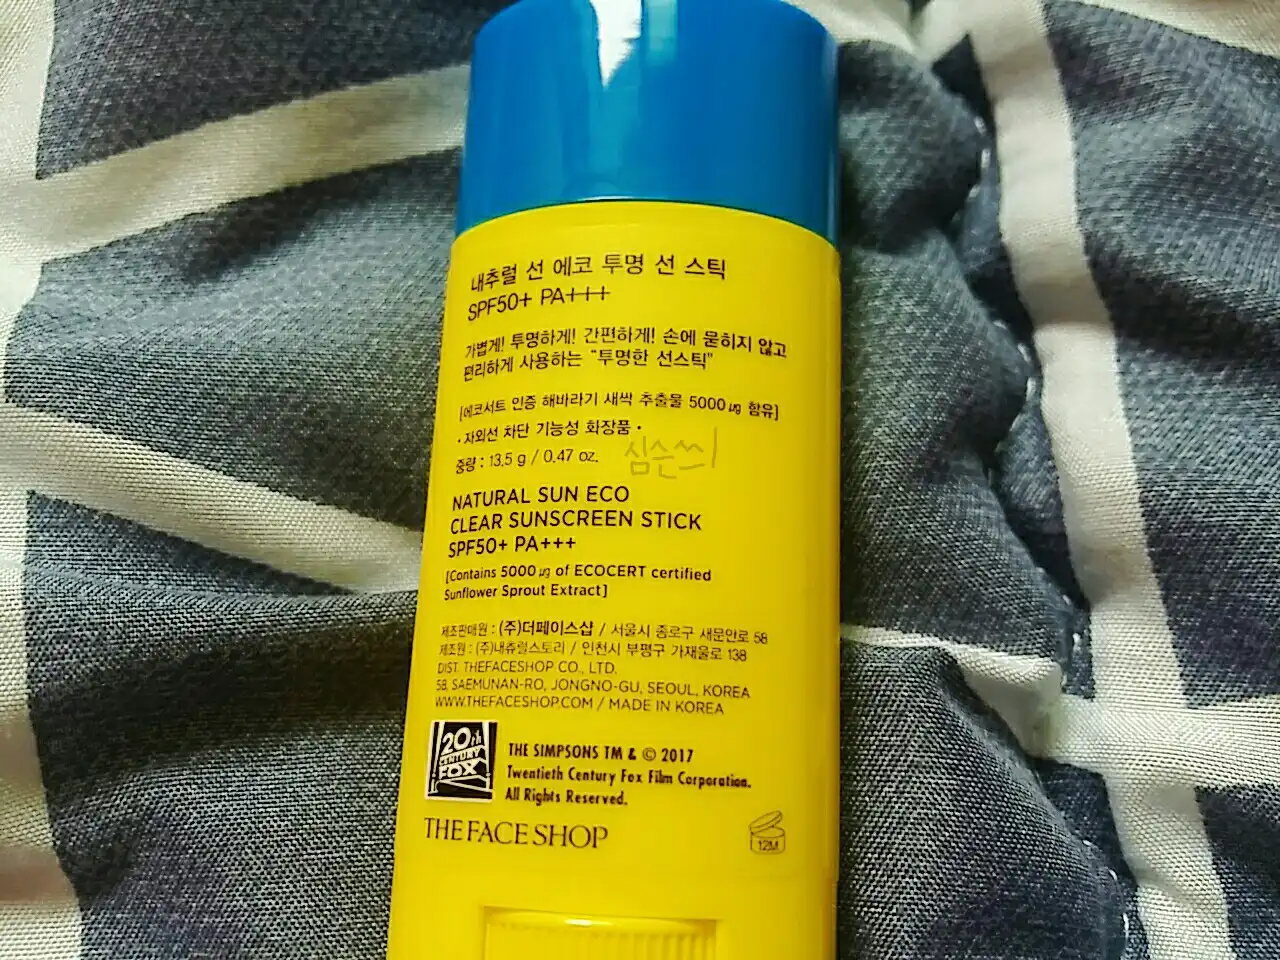 내추럴 선 에코 투명 선 스틱
SPF50+ PA+++
가볍게! 투명하게! 간편하게! 손에 묻히지 않고
편리하게 사용하는 "투명한 선스틱"
[에코서트 인증 해바라기 새싹 추출물 5000㎍ 함유]
• 자외선 차단 기능성 화장품 •
중량 : 13.5 g / 0.47 oz.
심슨쓰
NATURAL SUN ECO
CLEAR SUNSCREEN STICK
SPF50+ PA+++
[Contains 5000㎍ of ECOCERT certified
Sunflower Sprout Extract]
제조판매원 : (주)더페이스샵 / 서울시 종로구 새문안로 58
제조원 : (주)내츄럴스토리 / 인천시 부평구 가재울로 138
DIST. THEFACESHOP CO., LTD.
58, SAEMUNAN-RO, JONGNO-GU, SEOUL, KOREA
WWW.THEFACESHOP.COM / MADE IN KOREA
20th
CENTURY
FOX
THE SIMPSONS TM & © 2017
Twentieth Century Fox Film Corporation.
All Rights Reserved.
THEFACESHOP
12M